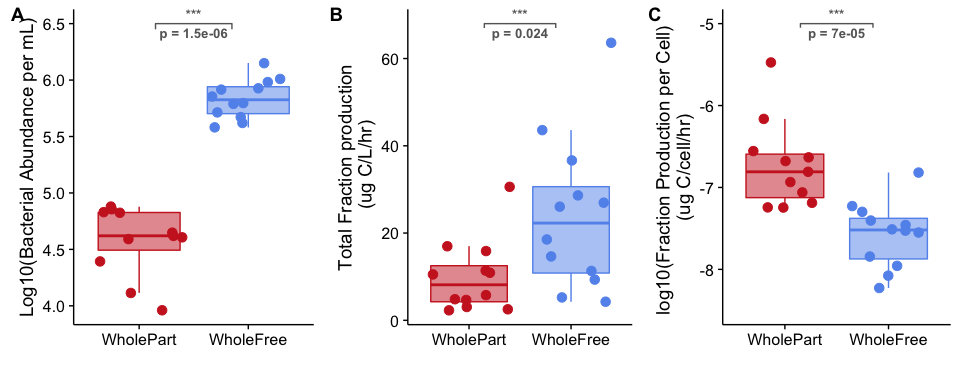 A
Log10(Bacterial Abundance per mL)
6.5
6.0
5.5
5.0
4.5
4.0
***
p = 1.5e-06
WholePart
WholeFree
B
Total Fraction production
(ug C/L/hr)
60
40
20
0
***
p = 0.024
WholePart
WholeFree
C
log10(Fraction Production per Cell)
(ug C/cell/hr)
-5
-6
-7
-8
***
p = 7e-05
WholePart
WholeFree